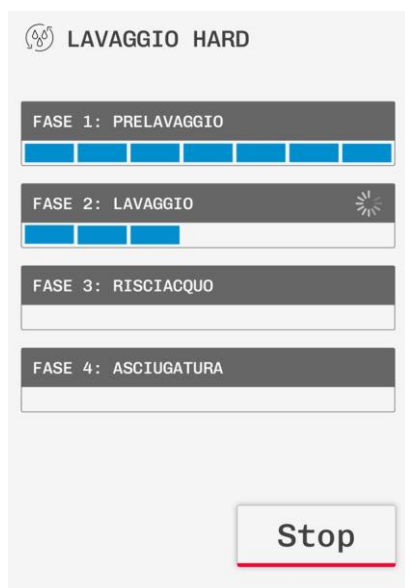 LAVAGGIO HARD
FASE 1: PRELAVAGGIO
FASE 2: LAVAGGIO
FASE 3: RISCIACQUO
FASE 4: ASCIUGATURA
Stop